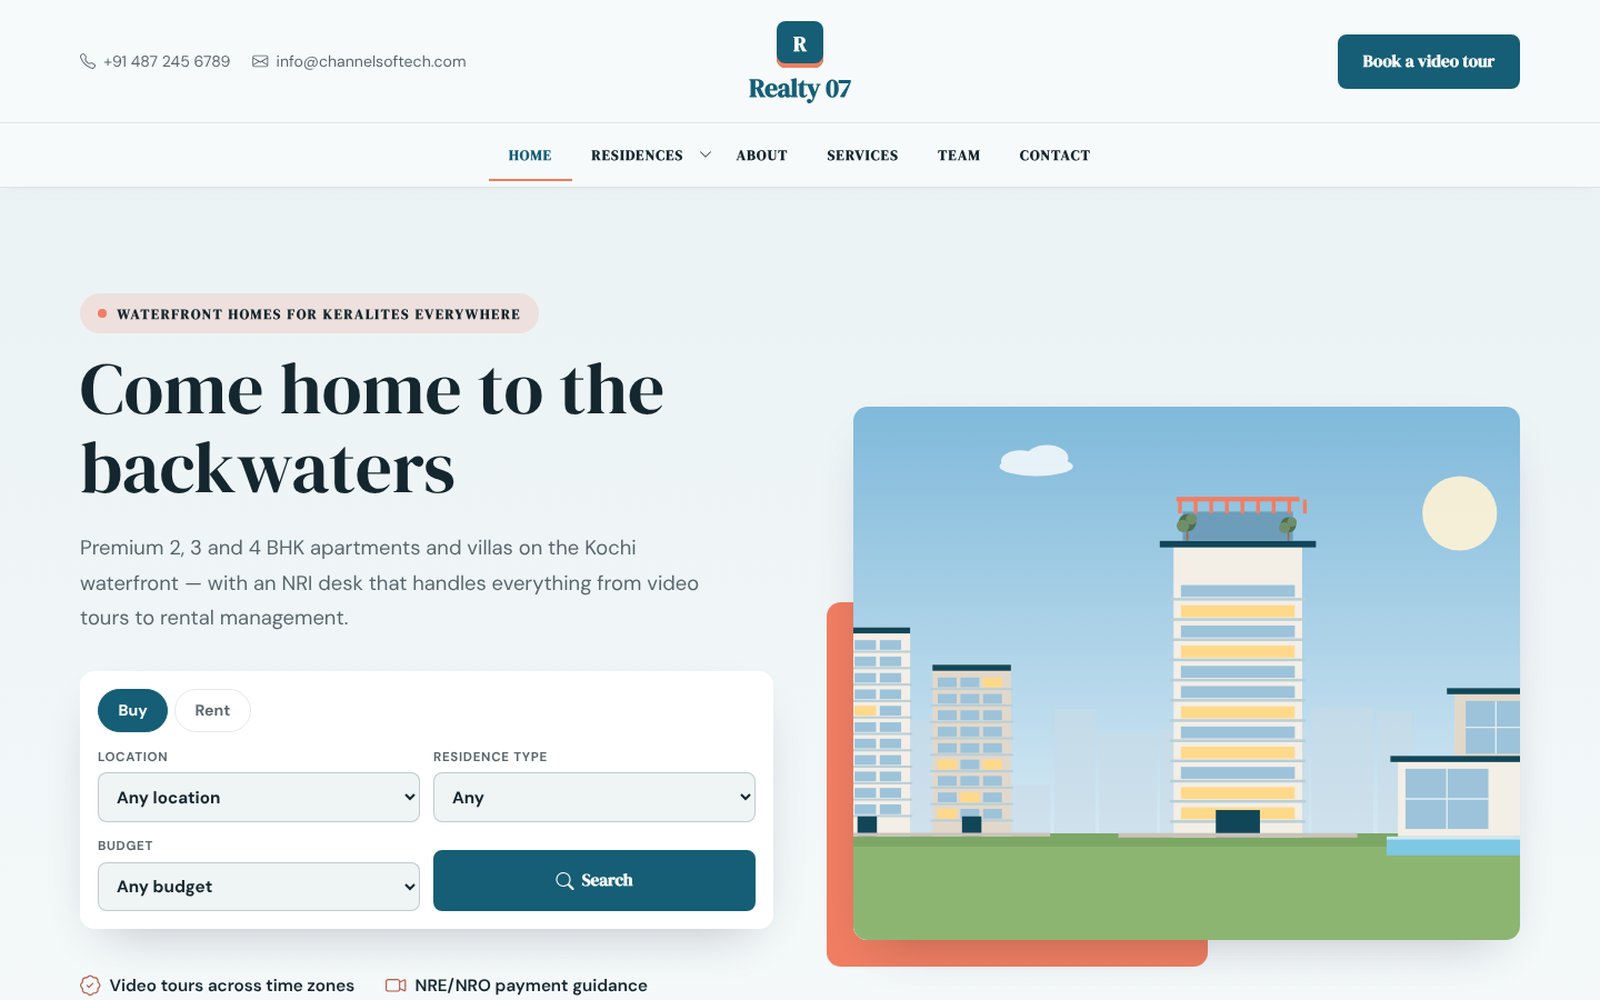 +91 487 245 6789
info@channelsoftech.com
R
Realty 07
Book a video tour
HOME
RESIDENCES
ABOUT
SERVICES
TEAM
CONTACT
WATERFRONT HOMES FOR KERALITES EVERYWHERE
Come home to the
backwaters
Premium 2, 3 and 4 BHK apartments and villas on the Kochi
waterfront — with an NRI desk that handles everything from video
tours to rental management.
Buy
Rent
LOCATION
RESIDENCE TYPE
Any location
Any
BUDGET
Any budget
Search
Video tours across time zones
NRE/NRO payment guidance